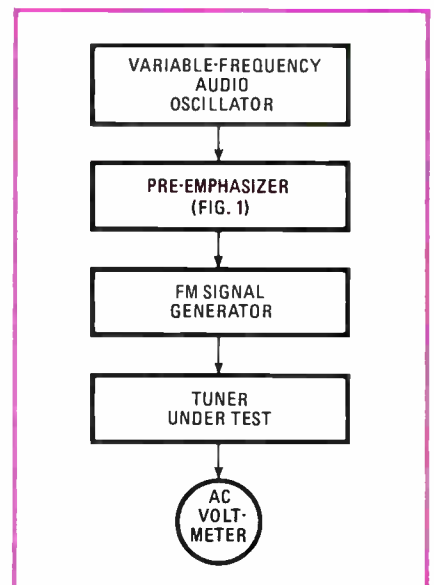 VARIABLE-FREQUENCY
AUDIO
OSCILLATOR
PRE-EMPHASIZER
(FIG. 1)
FM SIGNAL
GENERATOR
TUNER
UNDER TEST
AC
VOLT-
METER